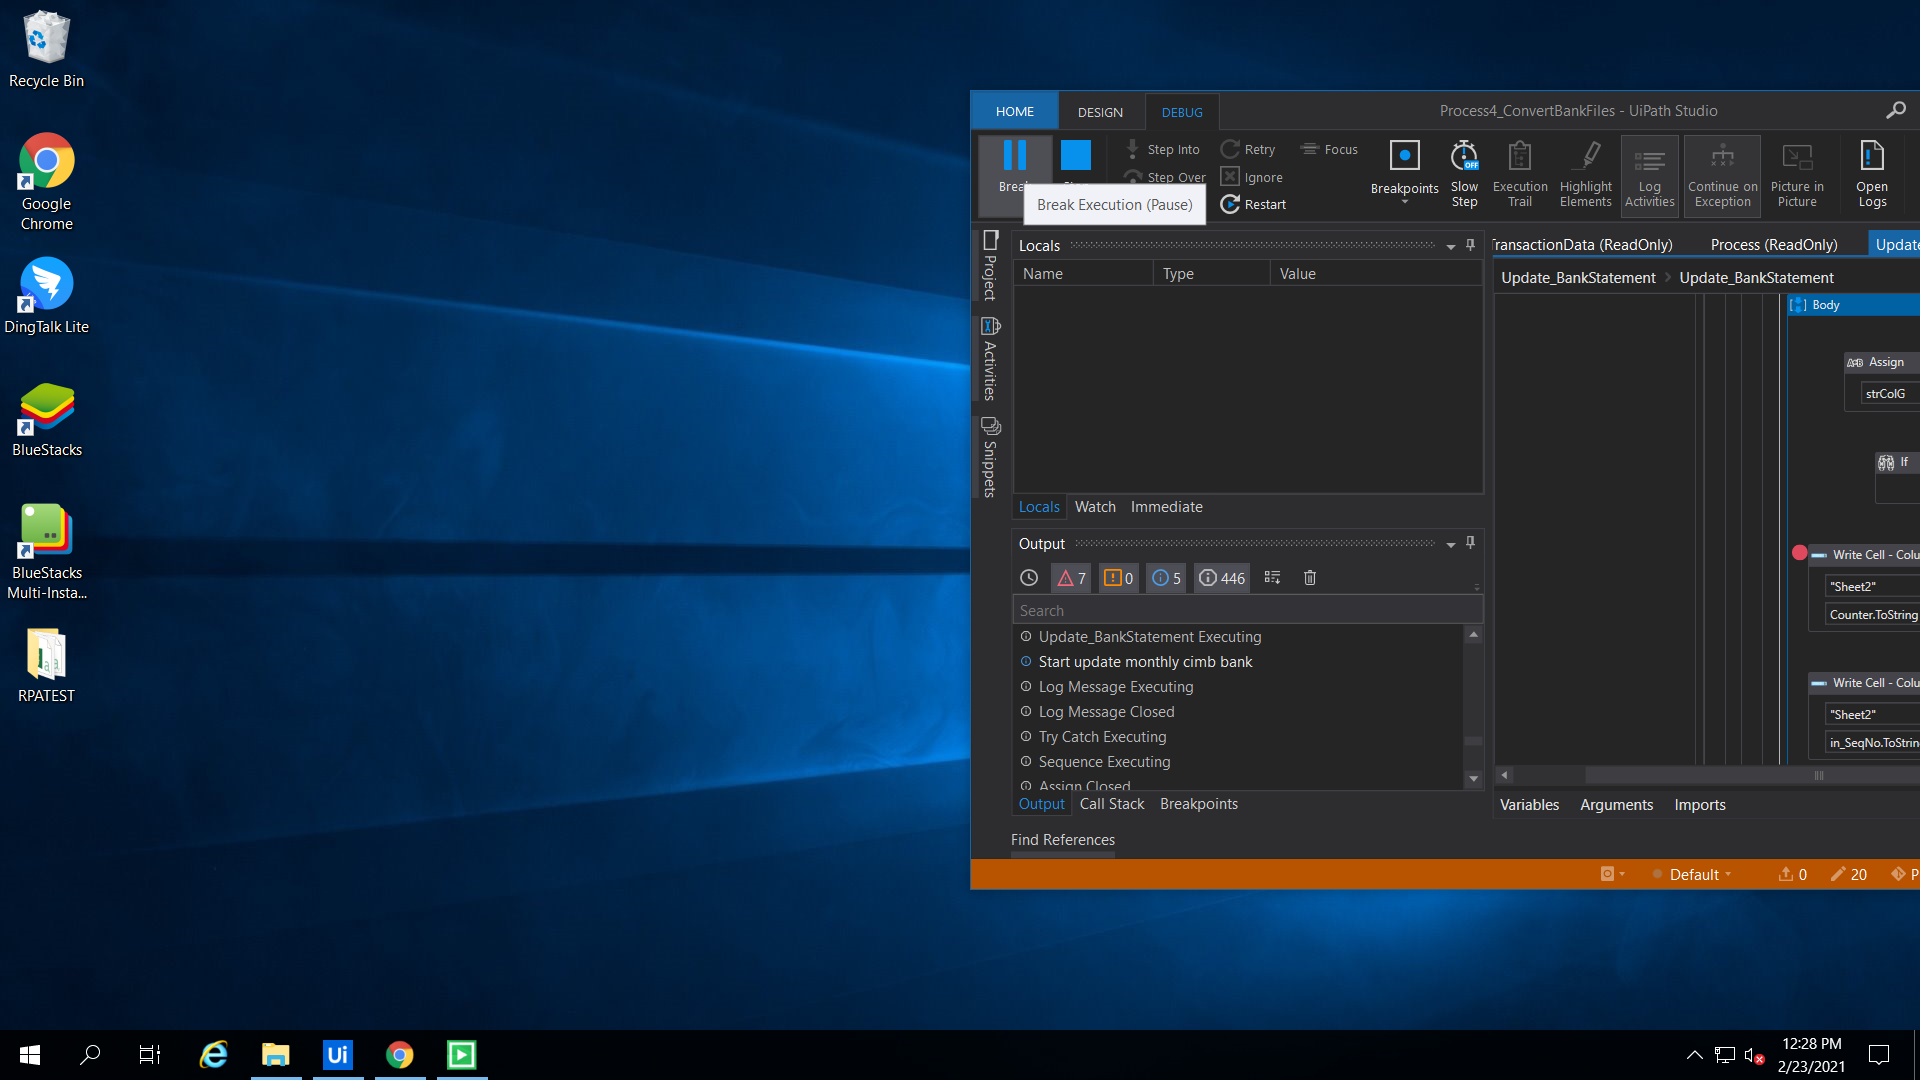 Recycle Bin
Google
Chrome
DingTalk Lite
BlueStacks
BlueStacks
Multi-Insta...
RPATEST
HOME
DESIGN
DEBUG
Process4_ConvertBankFiles - UiPath Studio
Break
Step Into
Step Over
Retry
Ignore
Restart
Focus
Breakpoints
Slow
Step
OFF
Execution
Trail
Highlight
Elements
Log
Activities
Continue on
Exception
Picture in
Picture
Open
Logs
Break Execution (Pause)
Project
Activities
Snippets
Locals
Name Type Value
Locals Watch Immediate
Output
7 0 5 446
Search
Update_BankStatement Executing
Start update monthly cimb bank
Log Message Executing
Log Message Closed
Try Catch Executing
Sequence Executing
Assign Closed
Output Call Stack Breakpoints
Find References
TransactionData (ReadOnly) Process (ReadOnly) Update
Update_BankStatement > Update_BankStatement
Body
Assign
strColG
If
Write Cell - Colu
"Sheet2"
Counter.ToString
Write Cell - Colu
"Sheet2"
in_SeqNo.ToString
Variables Arguments Imports
Default 0 20 P
Ui
12:28 PM
2/23/2021